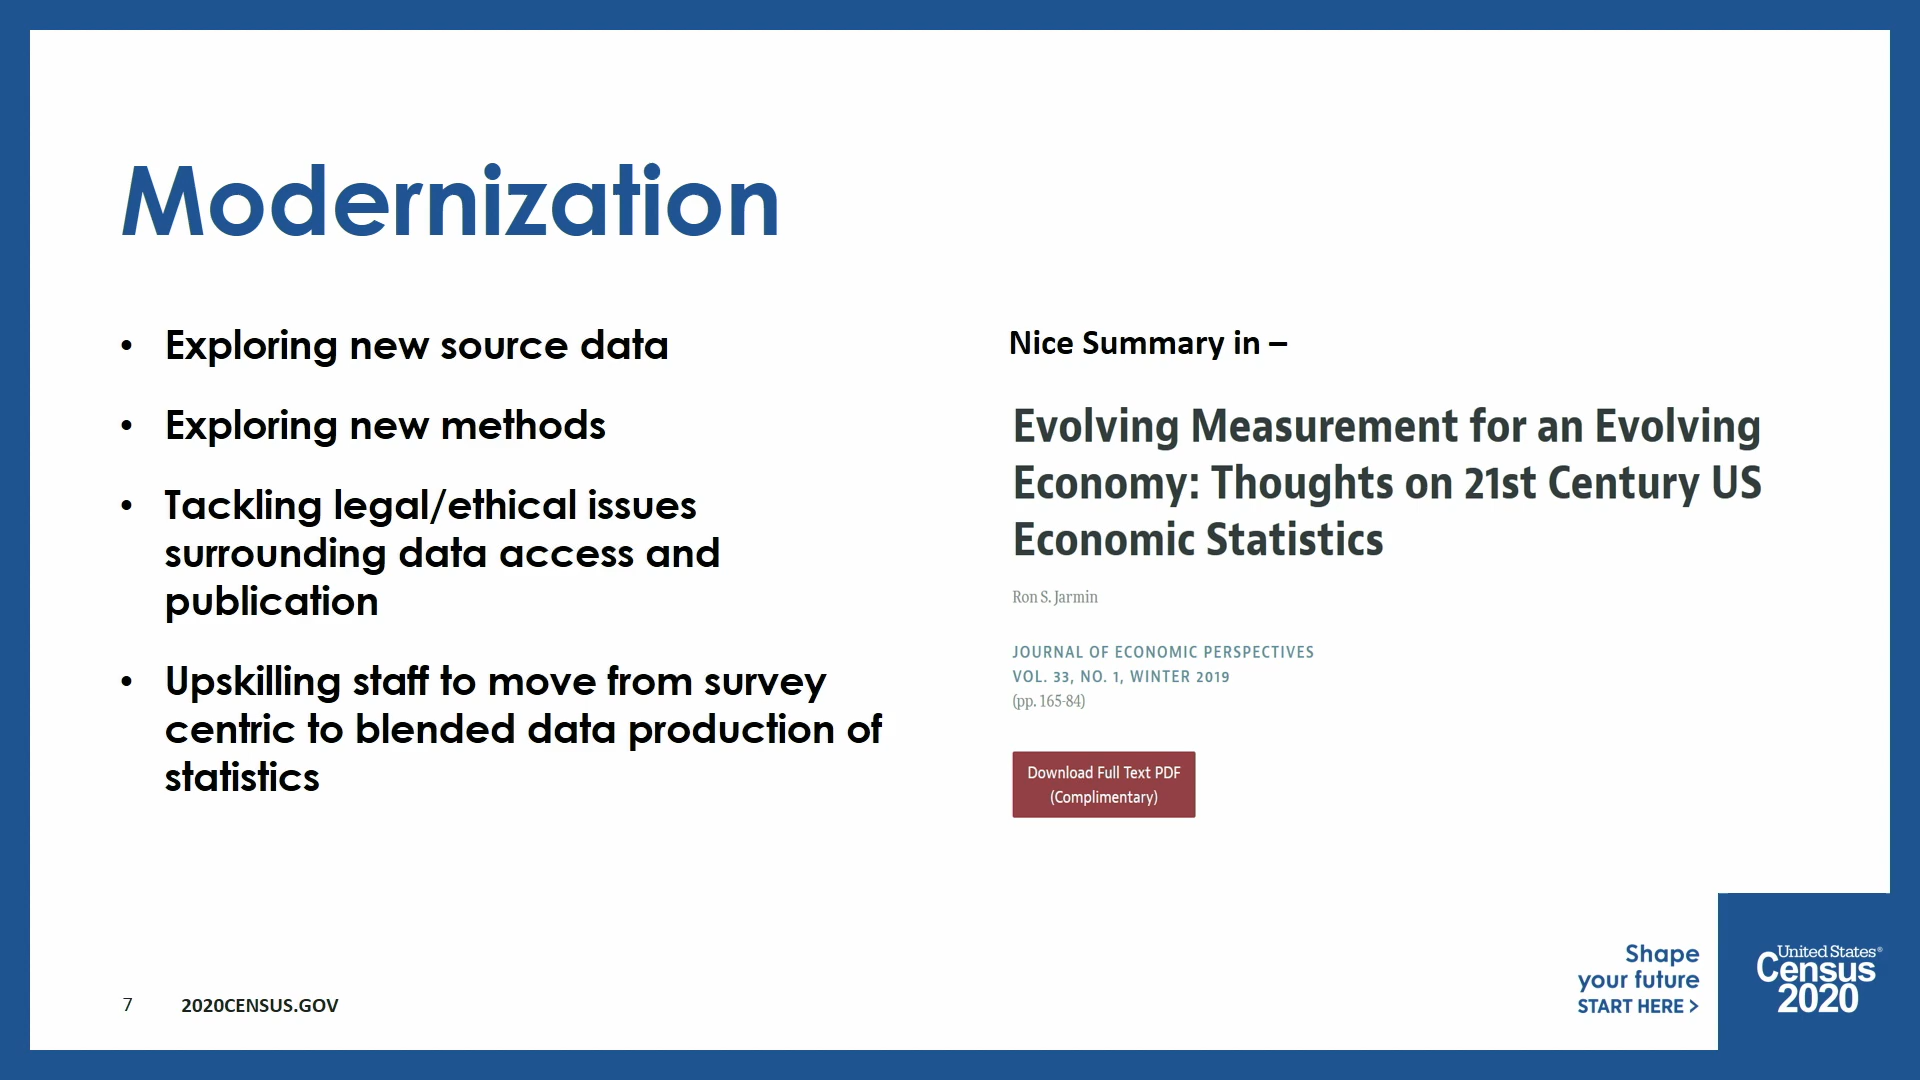 Modernization
• Exploring new source data
• Exploring new methods
• Tackling legal/ethical issues
surrounding data access and
publication
• Upskilling staff to move from survey
centric to blended data production of
statistics
Nice Summary in –
Evolving Measurement for an Evolving
Economy: Thoughts on 21st Century US
Economic Statistics
Ron S. Jarmin
JOURNAL OF ECONOMIC PERSPECTIVES
VOL. 33, NO. 1, WINTER 2019
(pp. 165-84)
Download Full Text PDF
(Complimentary)
7 2020CENSUS.GOV
Shape
your future
START HERE >
United States®
Census
2020